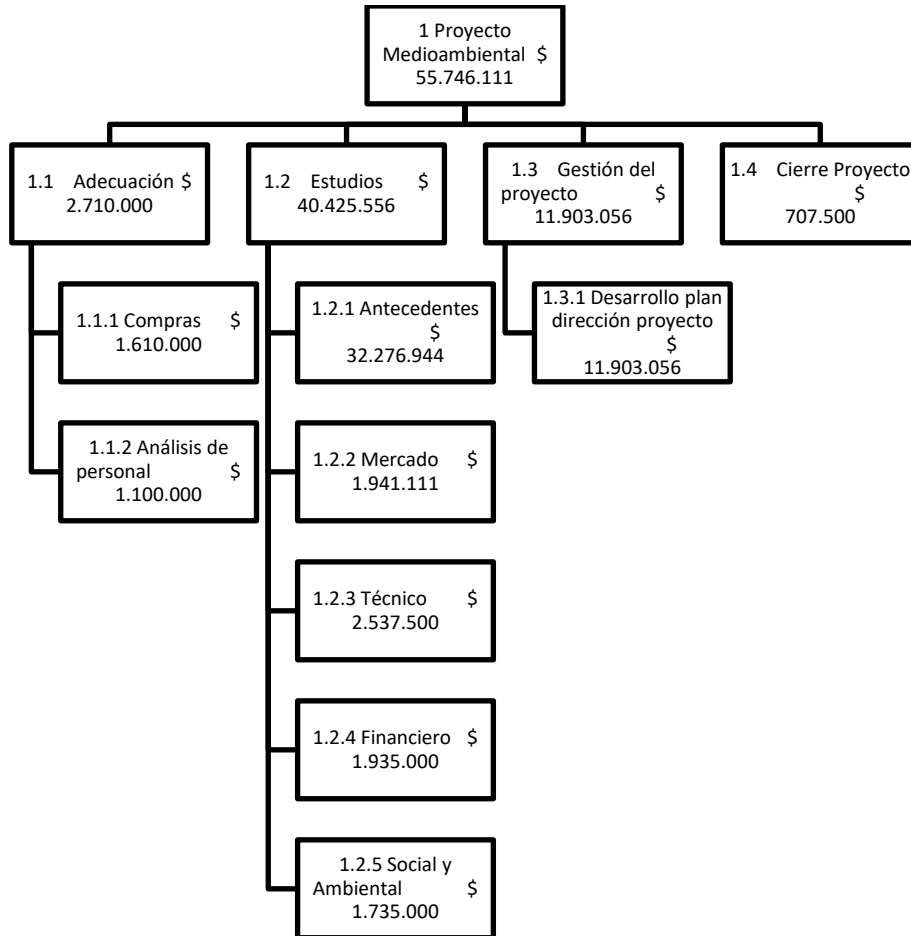 1 Proyecto
Medioambiental $
55.746.111
1.1 Adecuación $
2.710.000
1.2 Estudios $
40.425.556
1.3 Gestión del
proyecto $
11.903.056
1.4 Cierre Proyecto
$
707.500
1.1.1 Compras $
1.610.000
1.1.2 Análisis de
personal $
1.100.000
1.2.1 Antecedentes
$
32.276.944
1.2.2 Mercado $
1.941.111
1.2.3 Técnico $
2.537.500
1.2.4 Financiero $
1.935.000
1.2.5 Social y
Ambiental $
1.735.000
1.3.1 Desarrollo plan
dirección proyecto
$
11.903.056